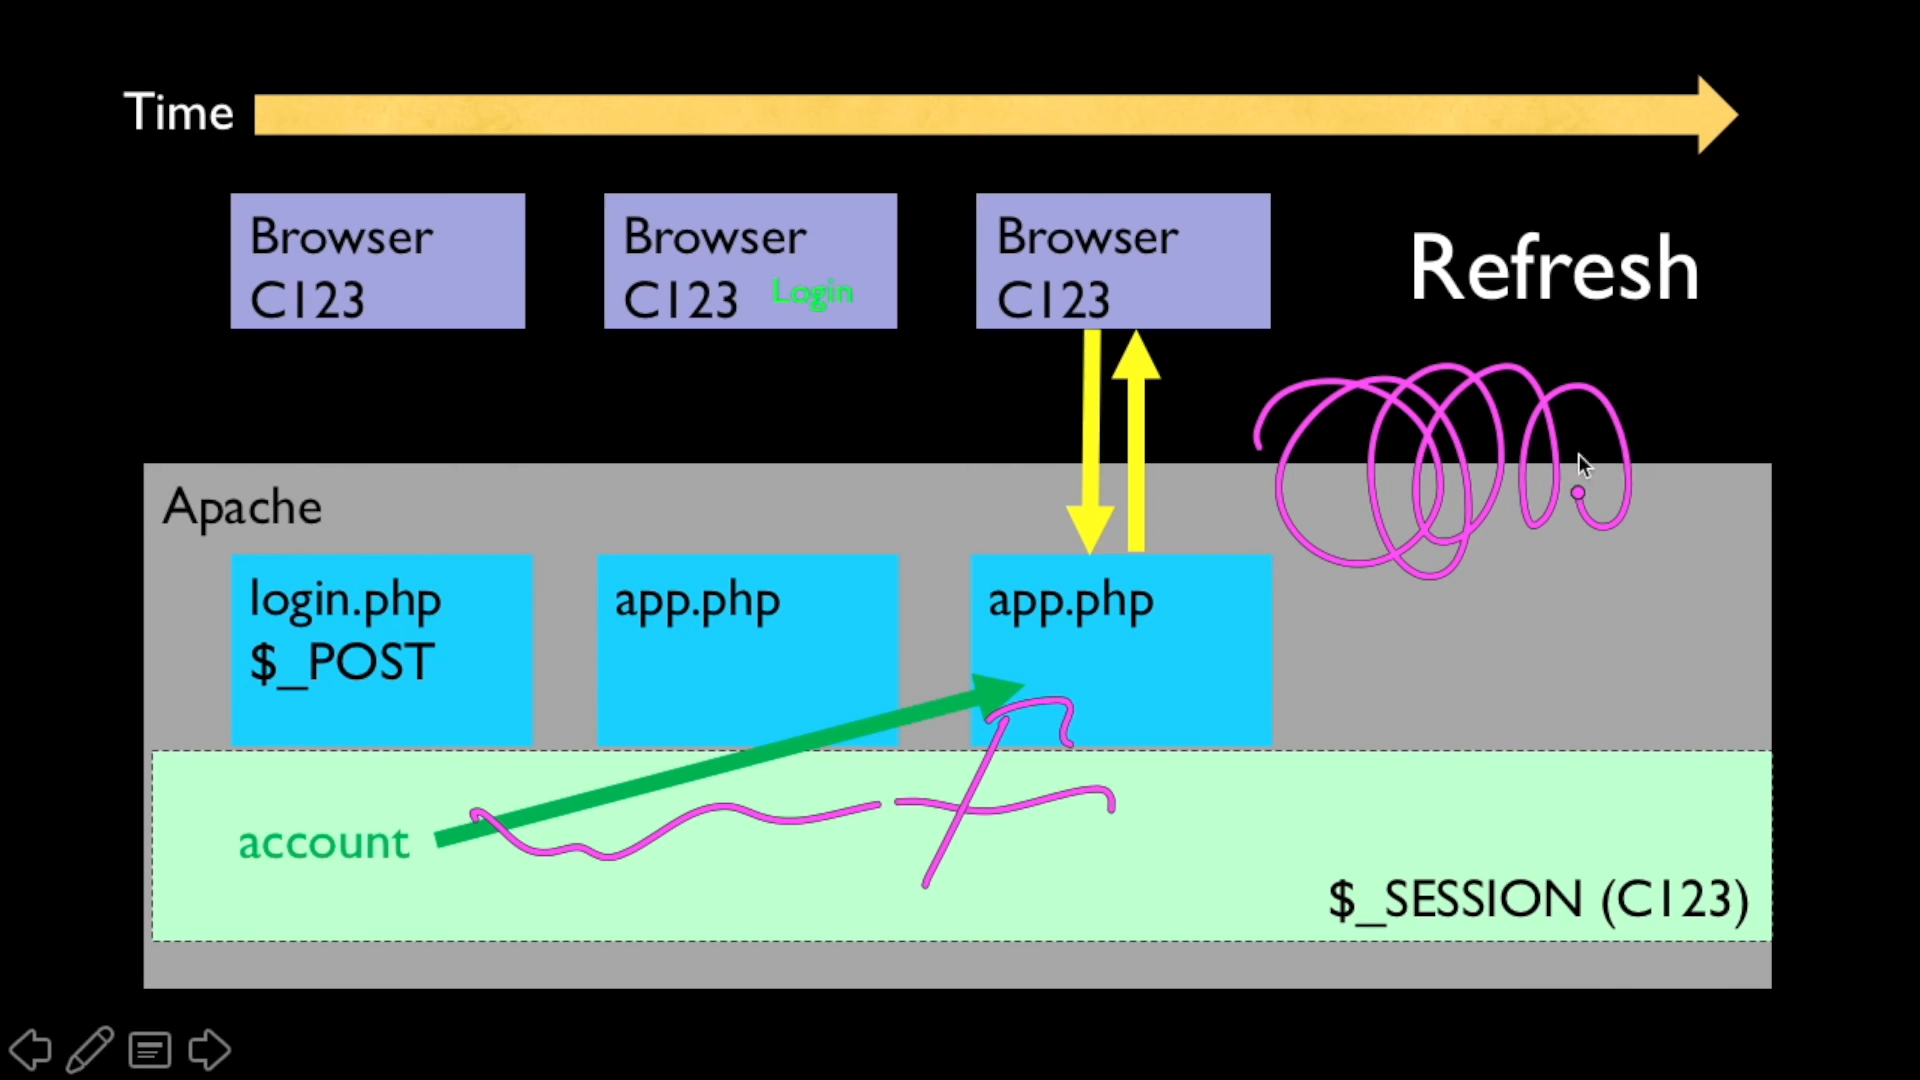 Time
Browser
C123
Browser
C123 Login
Browser
C123
Refresh
Apache
login.php
$_POST
app.php
app.php
account
$_SESSION (C123)